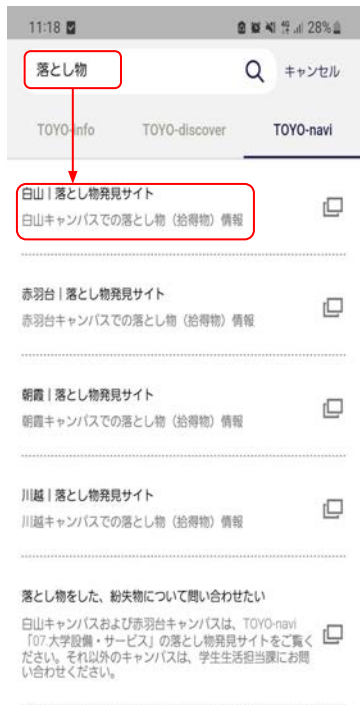 11:18 28%
落とし物 キャンセル
TOYO-info TOYO-discover TOYO-navi
白山 | 落とし物発見サイト
白山キャンパスでの落とし物（拾得物）情報
赤羽台 | 落とし物発見サイト
赤羽台キャンパスでの落とし物（拾得物）情報
朝霞 | 落とし物発見サイト
朝霞キャンパスでの落とし物（拾得物）情報
川越 | 落とし物発見サイト
川越キャンパスでの落とし物（拾得物）情報
落とし物をした、紛失物について問い合わせたい
白山キャンパスおよび赤羽台キャンパスは、TOYO-navi
「07.大学設備・サービス」の落とし物発見サイトをご覧く
ださい。それ以外のキャンパスは、学生生活担当課にお問
い合わせください。